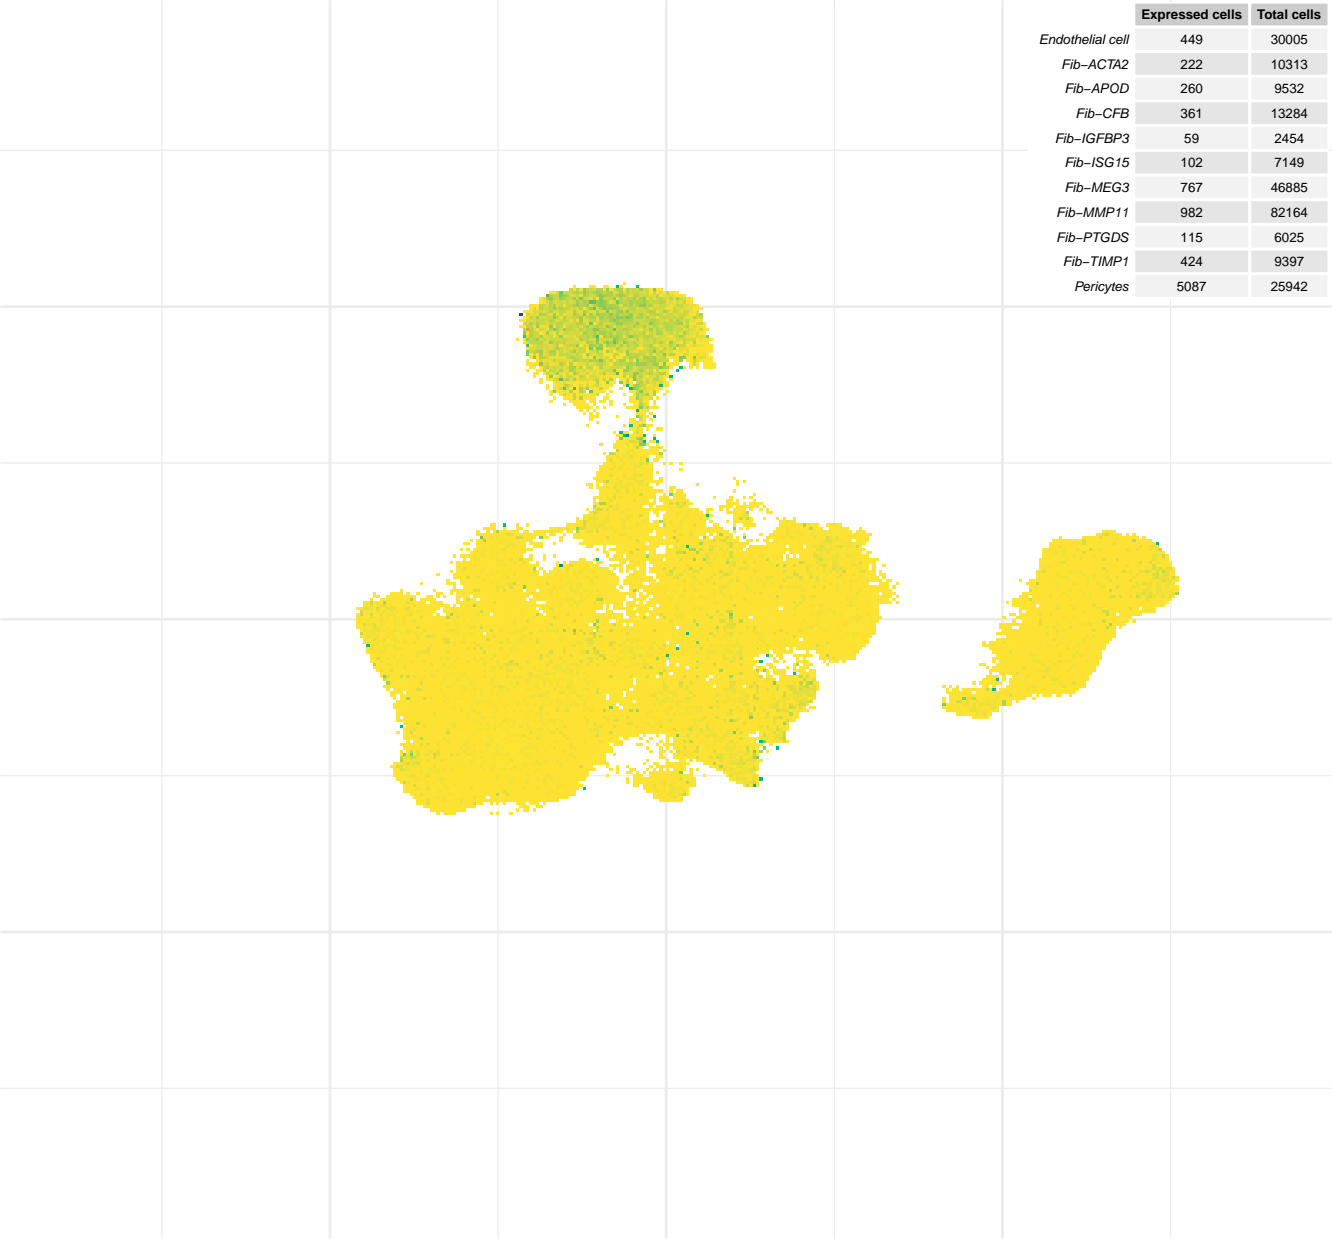 Expressed cells Total cells
Endothelial cell 449 30005
Fib−ACTA2 222 10313
Fib−APOD 260 9532
Fib−CFB 361 13284
Fib−IGFBP3 59 2454
Fib−ISG15 102 7149
Fib−MEG3 767 46885
Fib−MMP11 982 82164
Fib−PTGDS 115 6025
Fib−TIMP1 424 9397
Pericytes 5087 25942